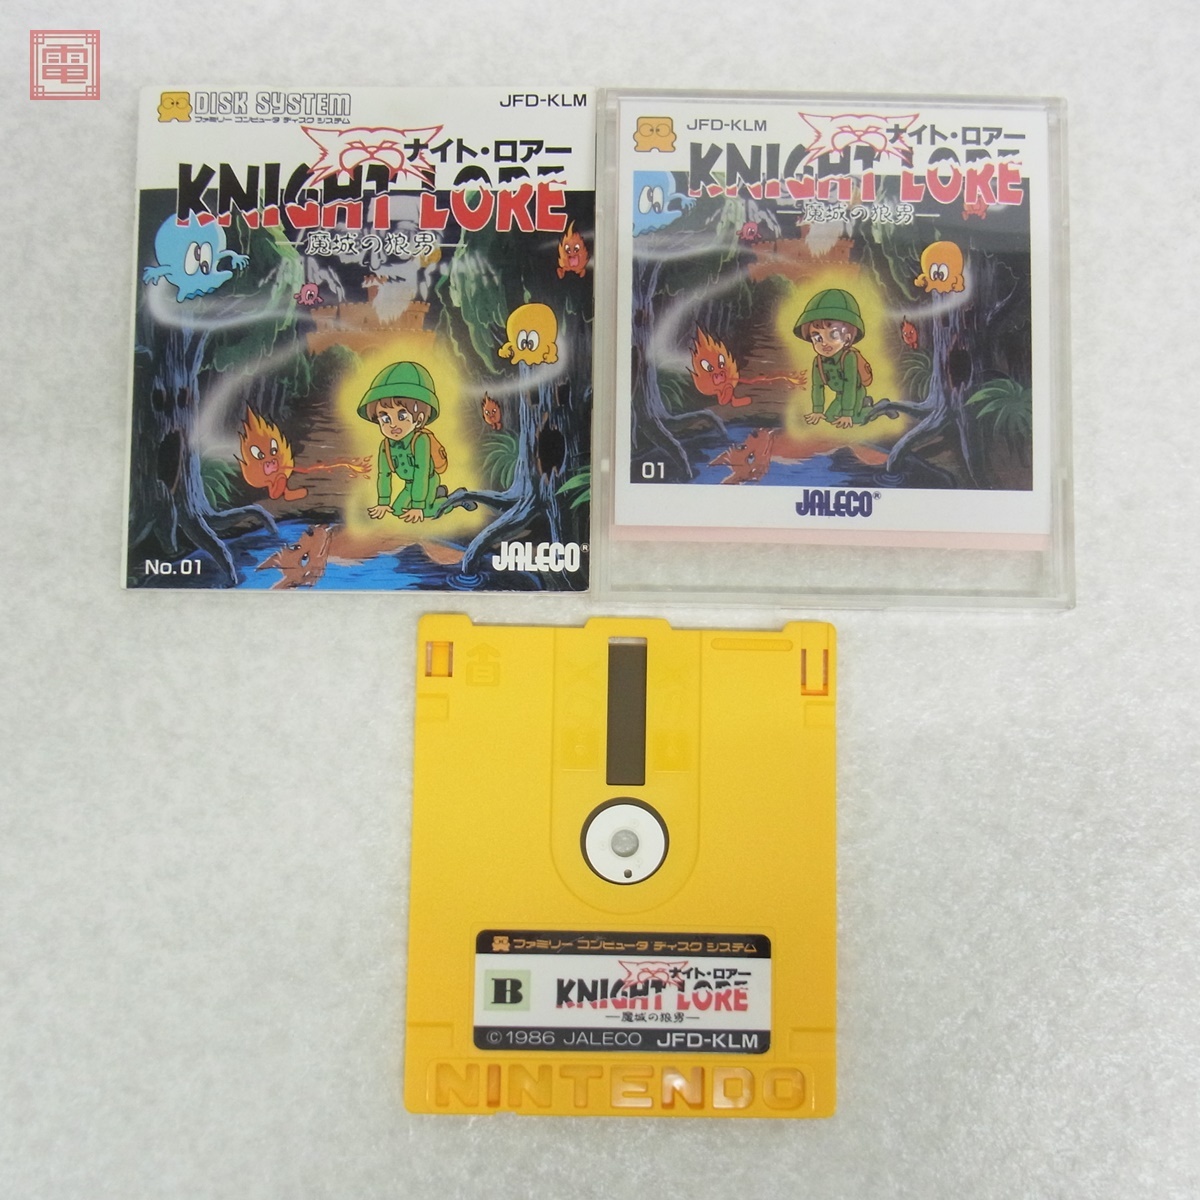 電
DISK SYSTEM
ファミリー コンピュータ ディスク システム
JFD-KLM
ナイト・ロアー
KNIGHT LORE
魔城の狼男
No.01
JALECO®
JFD-KLM
ナイト・ロアー
KNIGHT LORE
魔城の狼男
01
JALECO®
ファミリー コンピュータ ディスク システム
B
ナイト・ロアー
KNIGHT LORE
魔城の狼男
©1986 JALECO JFD-KLM
NINTENDO